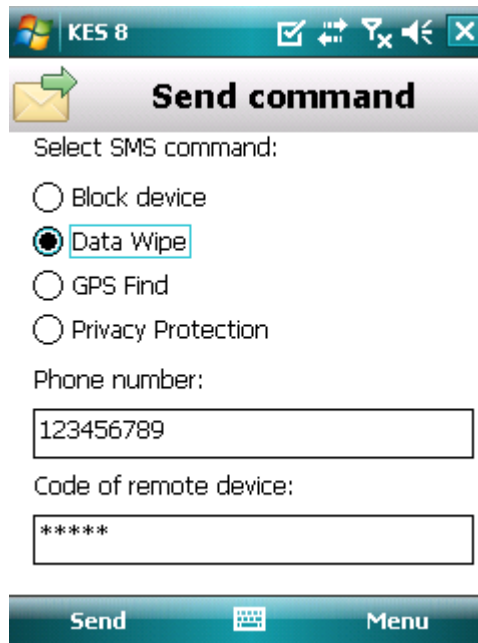 KES 8
Send command
Select SMS command:
Block device
Data Wipe
GPS Find
Privacy Protection
Phone number:
123456789
Code of remote device:
*****
Send
Menu